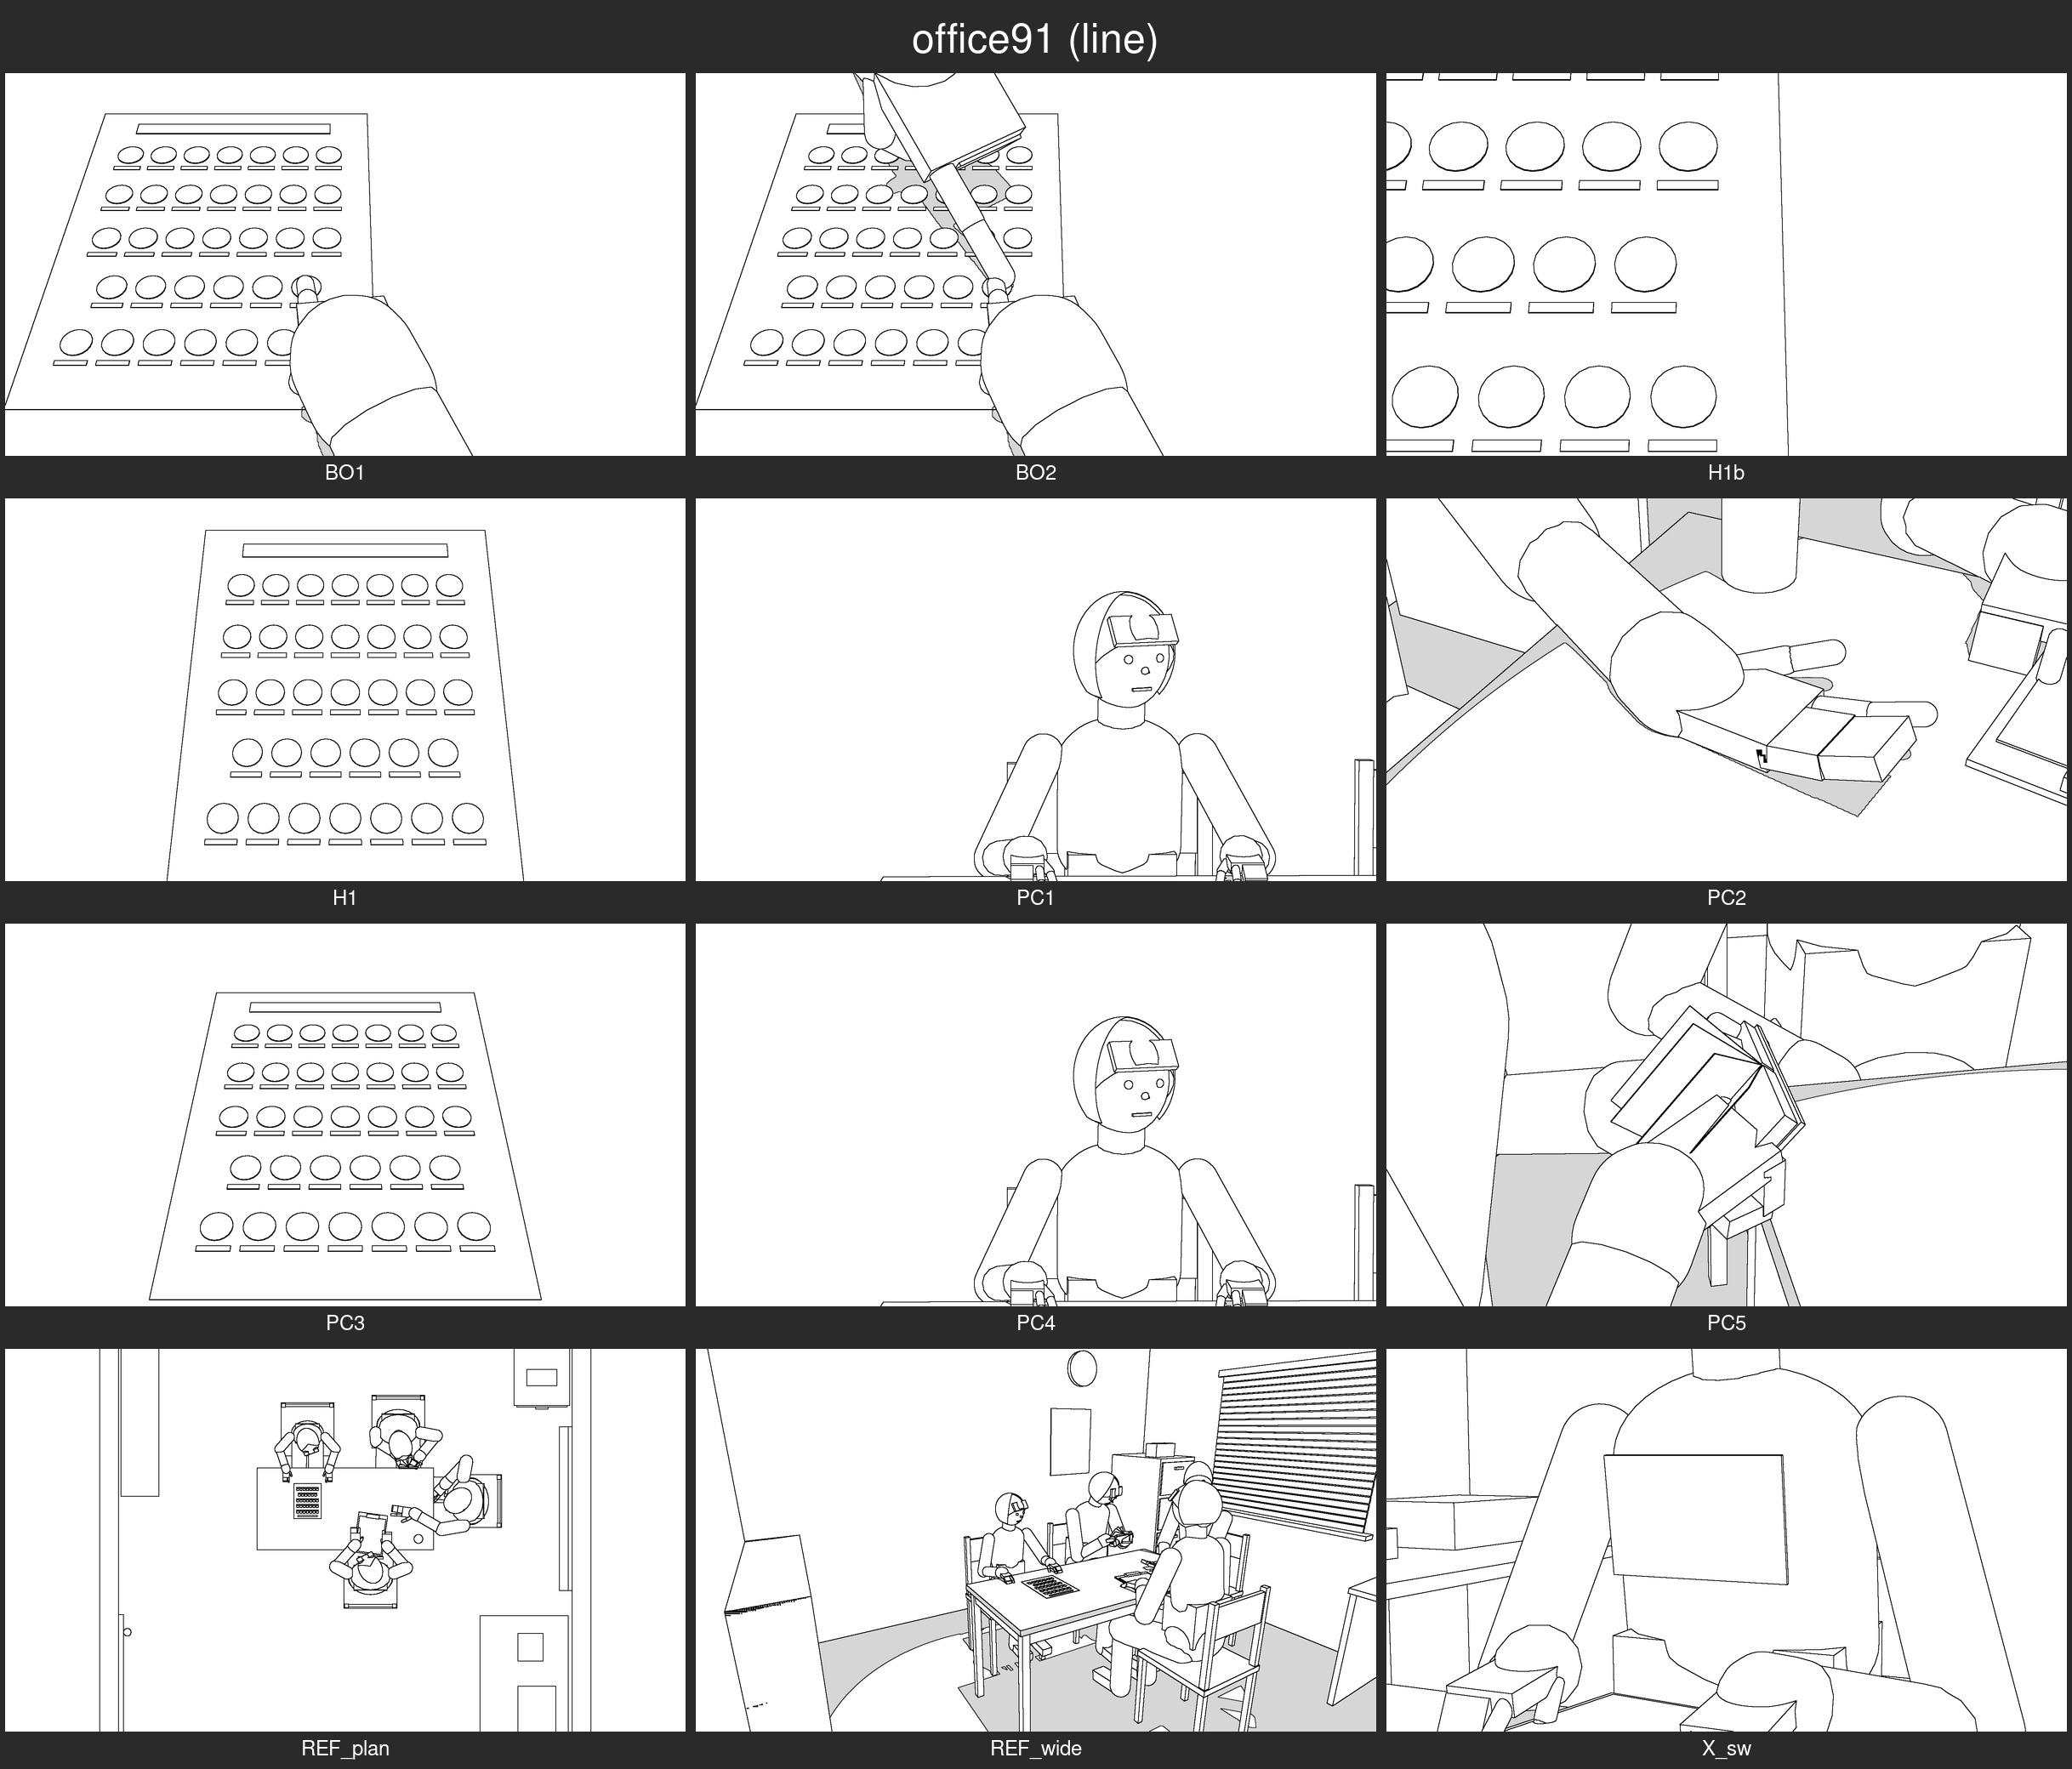 office91 (line)
BO1
BO2
H1b
H1
PC1
PC2
PC3
PC4
PC5
REF_plan
REF_wide
X_sw